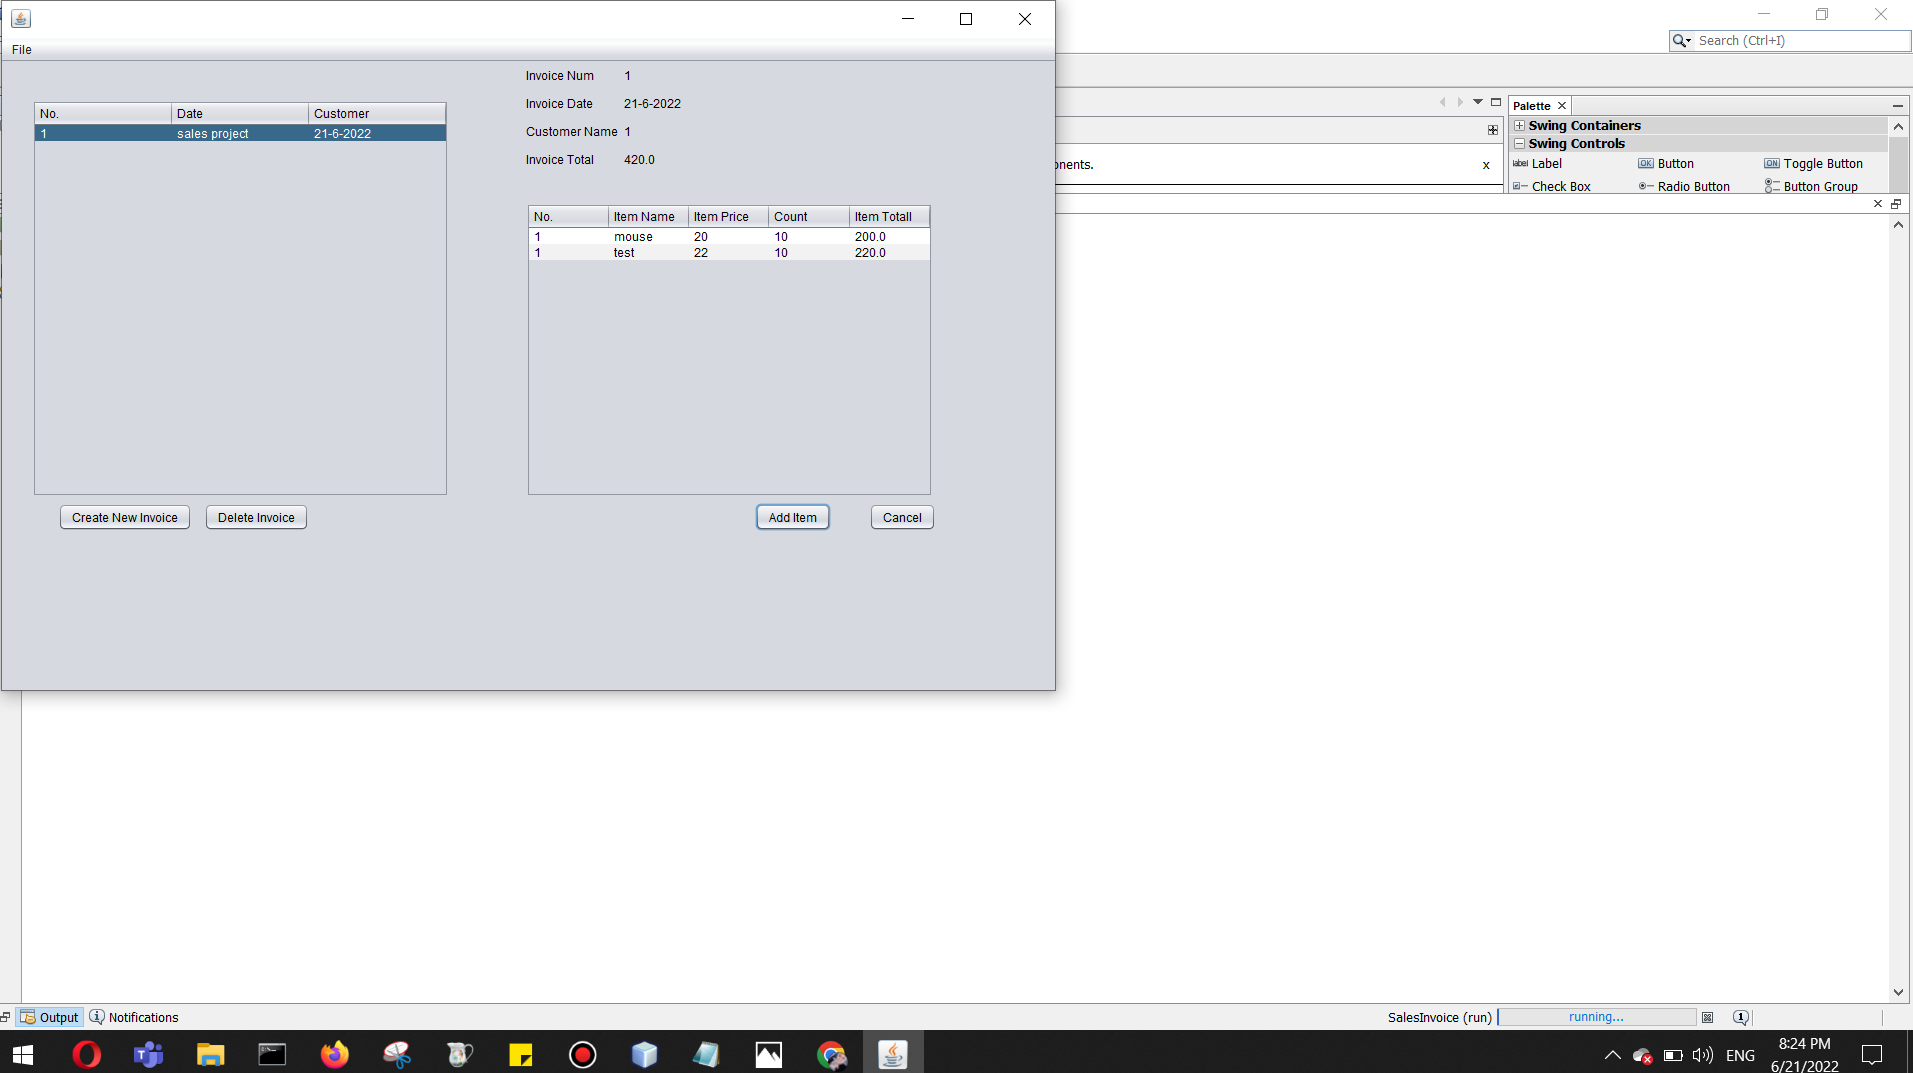 File
Invoice Num 1
Invoice Date 21-6-2022
Customer Name 1
Invoice Total 420.0
No. Date Customer
1 sales project 21-6-2022
No. Item Name Item Price Count Item Totall
1 mouse 20 10 200.0
1 test 22 10 220.0
Create New Invoice Delete Invoice
Add Item Cancel
Search (Ctrl+I)
Palette
Swing Containers
Swing Controls
label Label OK Button ON Toggle Button
Check Box Radio Button Button Group
onents. x
Output Notifications
SalesInvoice (run) running... 1
ENG
8:24 PM
6/21/2022